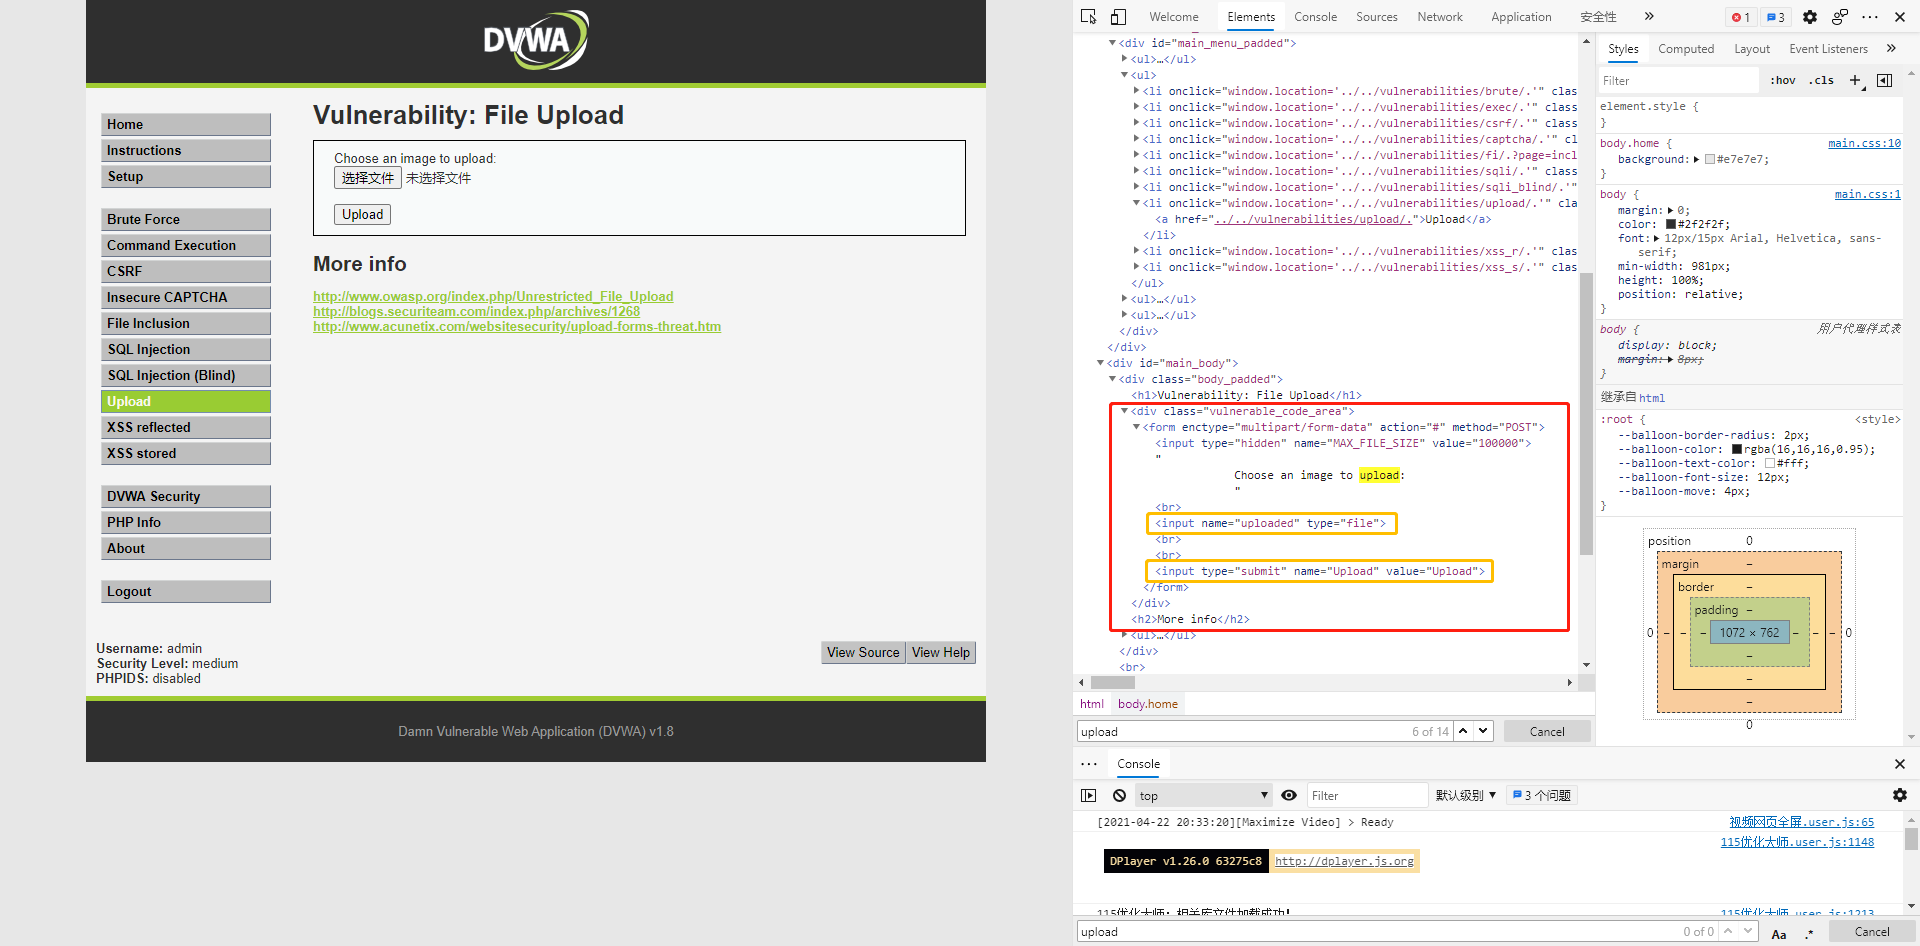 DVWA
Home
Instructions
Setup
Brute Force
Command Execution
CSRF
Insecure CAPTCHA
File Inclusion
SQL Injection
SQL Injection (Blind)
Upload
XSS reflected
XSS stored
DVWA Security
PHP Info
About
Logout
Vulnerability: File Upload
Choose an image to upload:
选择文件 未选择文件
Upload
More info
http://www.owasp.org/index.php/Unrestricted_File_Upload
http://blogs.securiteam.com/index.php/archives/1268
http://www.acunetix.com/websitesecurity/upload-forms-threat.htm
Username: admin
Security Level: medium
PHPIDS: disabled
View Source View Help
Damn Vulnerable Web Application (DVWA) v1.8
Welcome Elements Console Sources Network Application 安全性 » 1 3
<div id="main_menu_padded">
<ul>…</ul>
<ul>
<li onclick="window.location='../../vulnerabilities/brute/.'" clas
<li onclick="window.location='../../vulnerabilities/exec/.'" class
<li onclick="window.location='../../vulnerabilities/csrf/.'" class
<li onclick="window.location='../../vulnerabilities/captcha/.'" cl
<li onclick="window.location='../../vulnerabilities/fi/.?page=incl
<li onclick="window.location='../../vulnerabilities/sqli/.'" class
<li onclick="window.location='../../vulnerabilities/sqli_blind/.'"
<li onclick="window.location='../../vulnerabilities/upload/.'" cla
<a href="../../vulnerabilities/upload/.">Upload</a>
</li>
<li onclick="window.location='../../vulnerabilities/xss_r/.'" clas
<li onclick="window.location='../../vulnerabilities/xss_s/.'" clas
</ul>
<ul>…</ul>
<ul>…</ul>
</div>
</div>
<div id="main_body">
<div class="body_padded">
<h1>Vulnerability: File Upload</h1>
<div class="vulnerable_code_area">
<form enctype="multipart/form-data" action="#" method="POST">
<input type="hidden" name="MAX_FILE_SIZE" value="100000">
"
Choose an image to upload:
"
<br>
<input name="uploaded" type="file">
<br>
<br>
<input type="submit" name="Upload" value="Upload">
</form>
</div>
<h2>More info</h2>
<ul>…</ul>
</div>
<br>
html body.home
upload 6 of 14 Cancel
Styles Computed Layout Event Listeners »
Filter :hov .cls +
element.style {
}
body.home { main.css:10
background: #e7e7e7;
}
body { main.css:1
margin: 0;
color: #2f2f2f;
font: 12px/15px Arial, Helvetica, sans-
serif;
min-width: 981px;
height: 100%;
position: relative;
}
body { 用户代理样式表
display: block;
margin: 8px;
}
继承自 html
:root { <style>
--balloon-border-radius: 2px;
--balloon-color: rgba(16,16,16,0.95);
--balloon-text-color: #fff;
--balloon-font-size: 12px;
--balloon-move: 4px;
}
position 0
margin –
border –
padding –
0 – – – 1072 × 762 – – – 0
–
–
–
0
Console
top Filter 默认级别 3 个问题
[2021-04-22 20:33:20][Maximize Video] > Ready 视频网页全屏.user.js:65
115优化大师.user.js:1148
DPlayer v1.26.0 63275c8 http://dplayer.js.org
115优化大师：相关库文件加载成功! 115优化大师.user.js:1213
upload 0 of 0 Aa .* Cancel